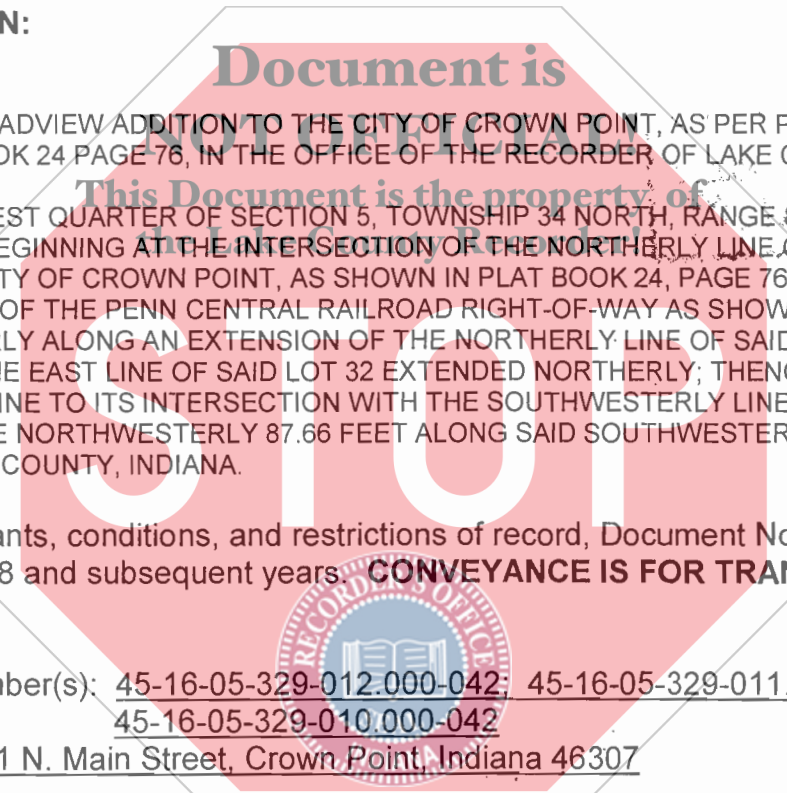 N:
Document is
ADVIEW ADDITION TO THE CITY OF CROWN POINT, AS PER P
NOT OFFICIAL!
OK 24 PAGE 76, IN THE OFFICE OF THE RECORDER OF LAKE C
This Document is the property of
EST QUARTER OF SECTION 5, TOWNSHIP 34 NORTH, RANGE 8
the Lake County Recorder!
EGINNING AT THE INTERSECTION OF THE NORTHERLY LINE O
TY OF CROWN POINT, AS SHOWN IN PLAT BOOK 24, PAGE 76
OF THE PENN CENTRAL RAILROAD RIGHT-OF-WAY AS SHOW
RLY ALONG AN EXTENSION OF THE NORTHERLY LINE OF SAID
E EAST LINE OF SAID LOT 32 EXTENDED NORTHERLY; THENC
INE TO ITS INTERSECTION WITH THE SOUTHWESTERLY LINE
E NORTHWESTERLY 87.66 FEET ALONG SAID SOUTHWESTER
COUNTY, INDIANA.
STOP
ants, conditions, and restrictions of record, Document No
8 and subsequent years. CONVEYANCE IS FOR TRAN
RECORDER'S OFFICE
mber(s): 45-16-05-329-012.000-042; 45-16-05-329-011.
45-16-05-329-010.000-042
1 N. Main Street, Crown Point, Indiana 46307